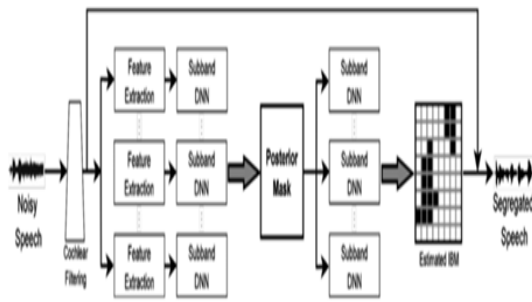 Feature
Extraction
Subband
DNN
Subband
DNN
Noisy
Speech
Cochlear
Filtering
Feature
Extraction
Subband
DNN
Posterior
Mask
Subband
DNN
Estimated IBM
Segregated
Speech
Feature
Extraction
Subband
DNN
Subband
DNN